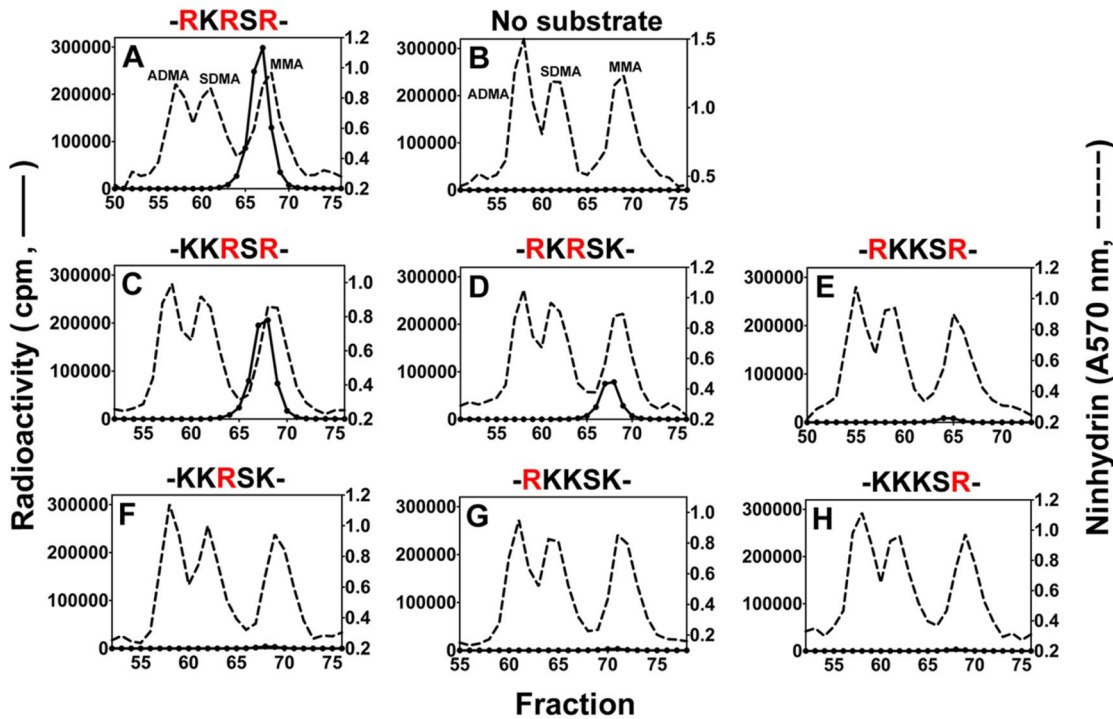 -RKRSR-
No substrate
A
ADMA
SDMA
MMA
300000
200000
100000
0
1.2
1.0
0.8
0.6
0.4
0.2
50 55 60 65 70 75
B
ADMA
SDMA
MMA
300000
200000
100000
0
1.5
1.0
0.5
55 60 65 70 75
-KKRSR-
-RKRSK-
-RKKSR-
C
300000
200000
100000
0
1.0
0.8
0.6
0.4
0.2
55 60 65 70 75
D
300000
200000
100000
0
1.2
1.0
0.8
0.6
0.4
0.2
55 60 65 70 75
E
300000
200000
100000
0
1.2
1.0
0.8
0.6
0.4
0.2
50 55 60 65 70
-KKRSK-
-RKKSK-
-KKKSR-
F
300000
200000
100000
0
1.2
1.0
0.8
0.6
0.4
0.2
55 60 65 70 75
G
300000
200000
100000
0
1.0
0.8
0.6
0.4
0.2
55 60 65 70 75
H
300000
200000
100000
0
1.2
1.0
0.8
0.6
0.4
0.2
55 60 65 70 75
Radioactivity (cpm, ——)
Ninhydrin (A570 nm, ------)
Fraction